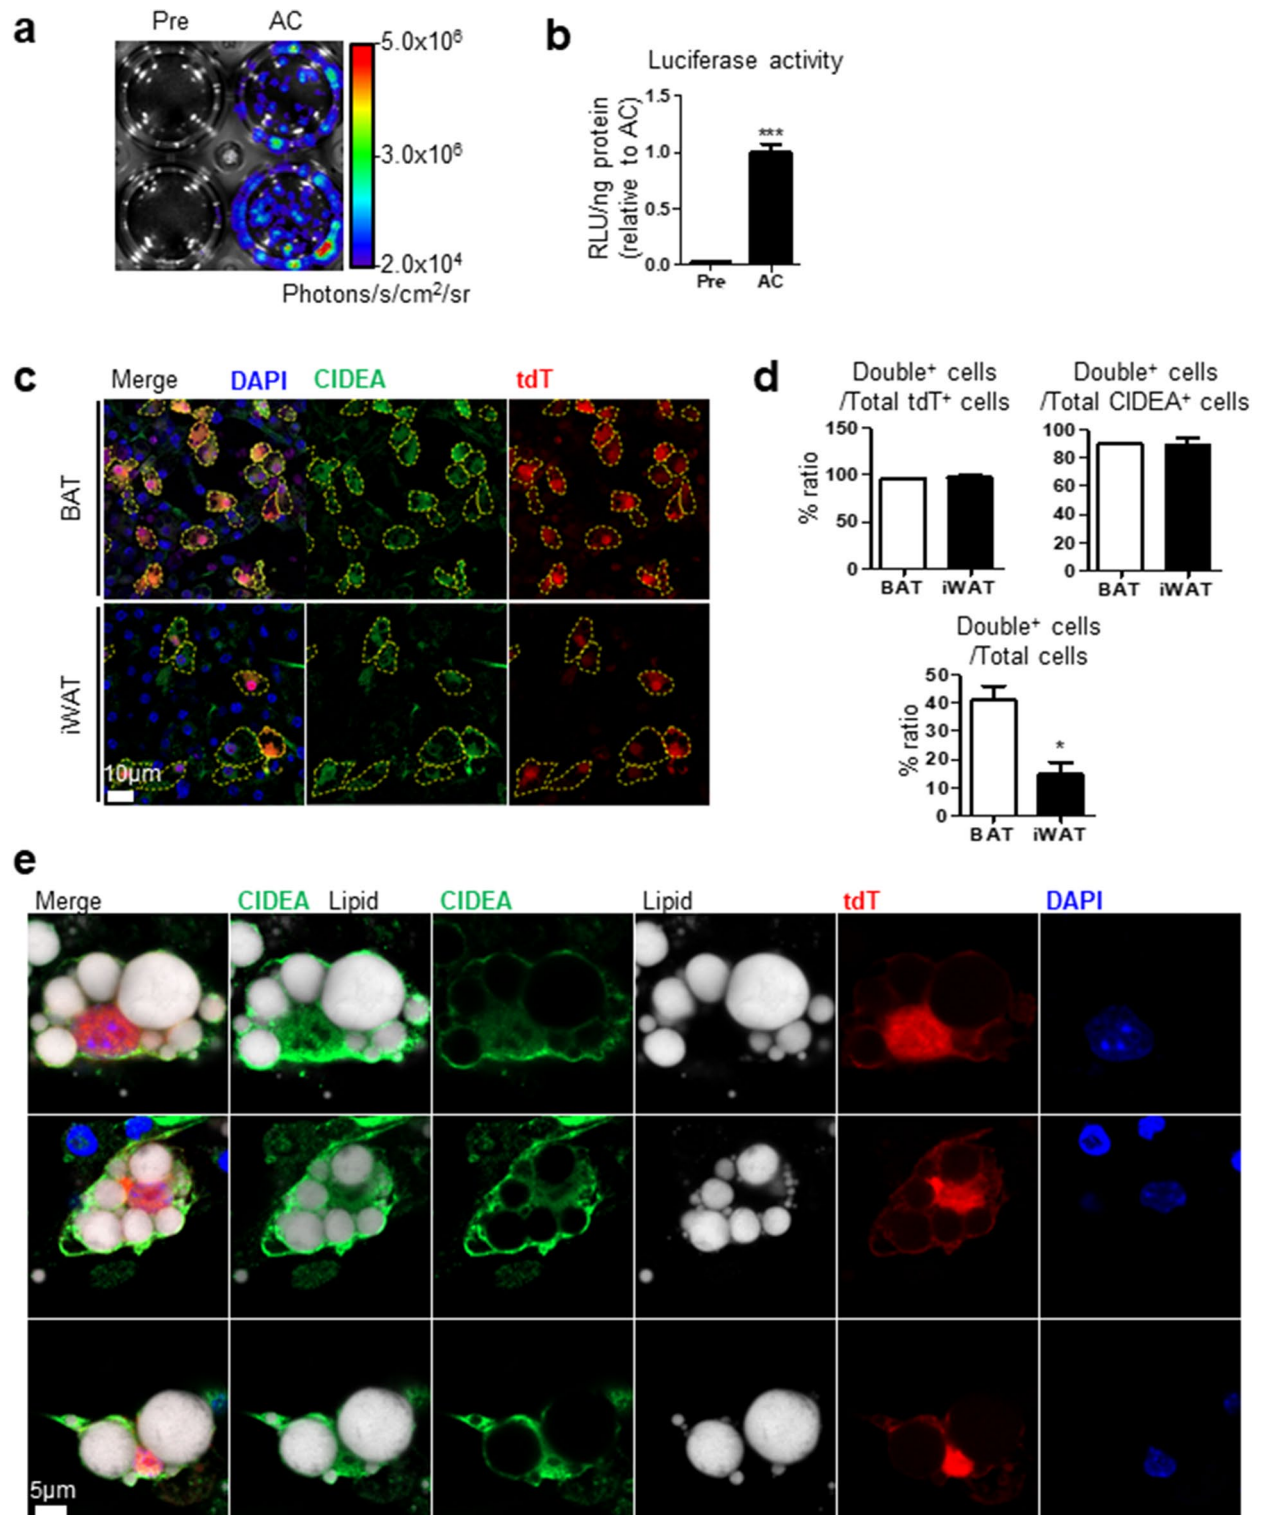 a
Pre AC
5.0x10⁶
3.0x10⁶
2.0x10⁴
Photons/s/cm²/sr
b
Luciferase activity
RLU/ng protein
(relative to AC)
1.5
1.0
0.5
0.0
***
Pre AC
c
Merge DAPI CIDEA tdT
BAT
iWAT
10µm
d
Double⁺ cells
/Total tdT⁺ cells
% ratio
150
100
50
0
BAT iWAT
Double⁺ cells
/Total CIDEA⁺ cells
100
80
60
40
20
0
BAT iWAT
Double⁺ cells
/Total cells
% ratio
50
40
30
20
10
0
*
BAT iWAT
e
Merge CIDEA Lipid CIDEA Lipid tdT DAPI
5µm